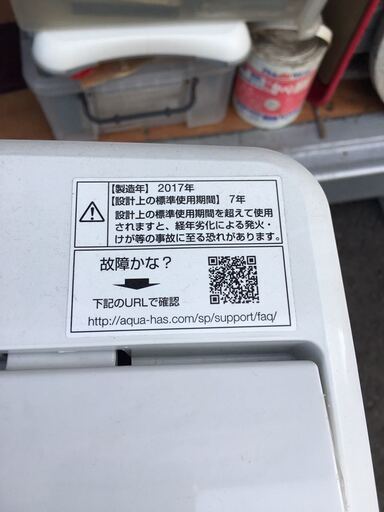 【製造年】 2017年
【設計上の標準使用期間】 7年
設計上の標準使用期間を超えて使用
されますと、経年劣化による発火・
けが等の事故に至る恐れがあります。
故障かな？
下記のURLで確認
http://aqua-has.com/sp/support/faq/